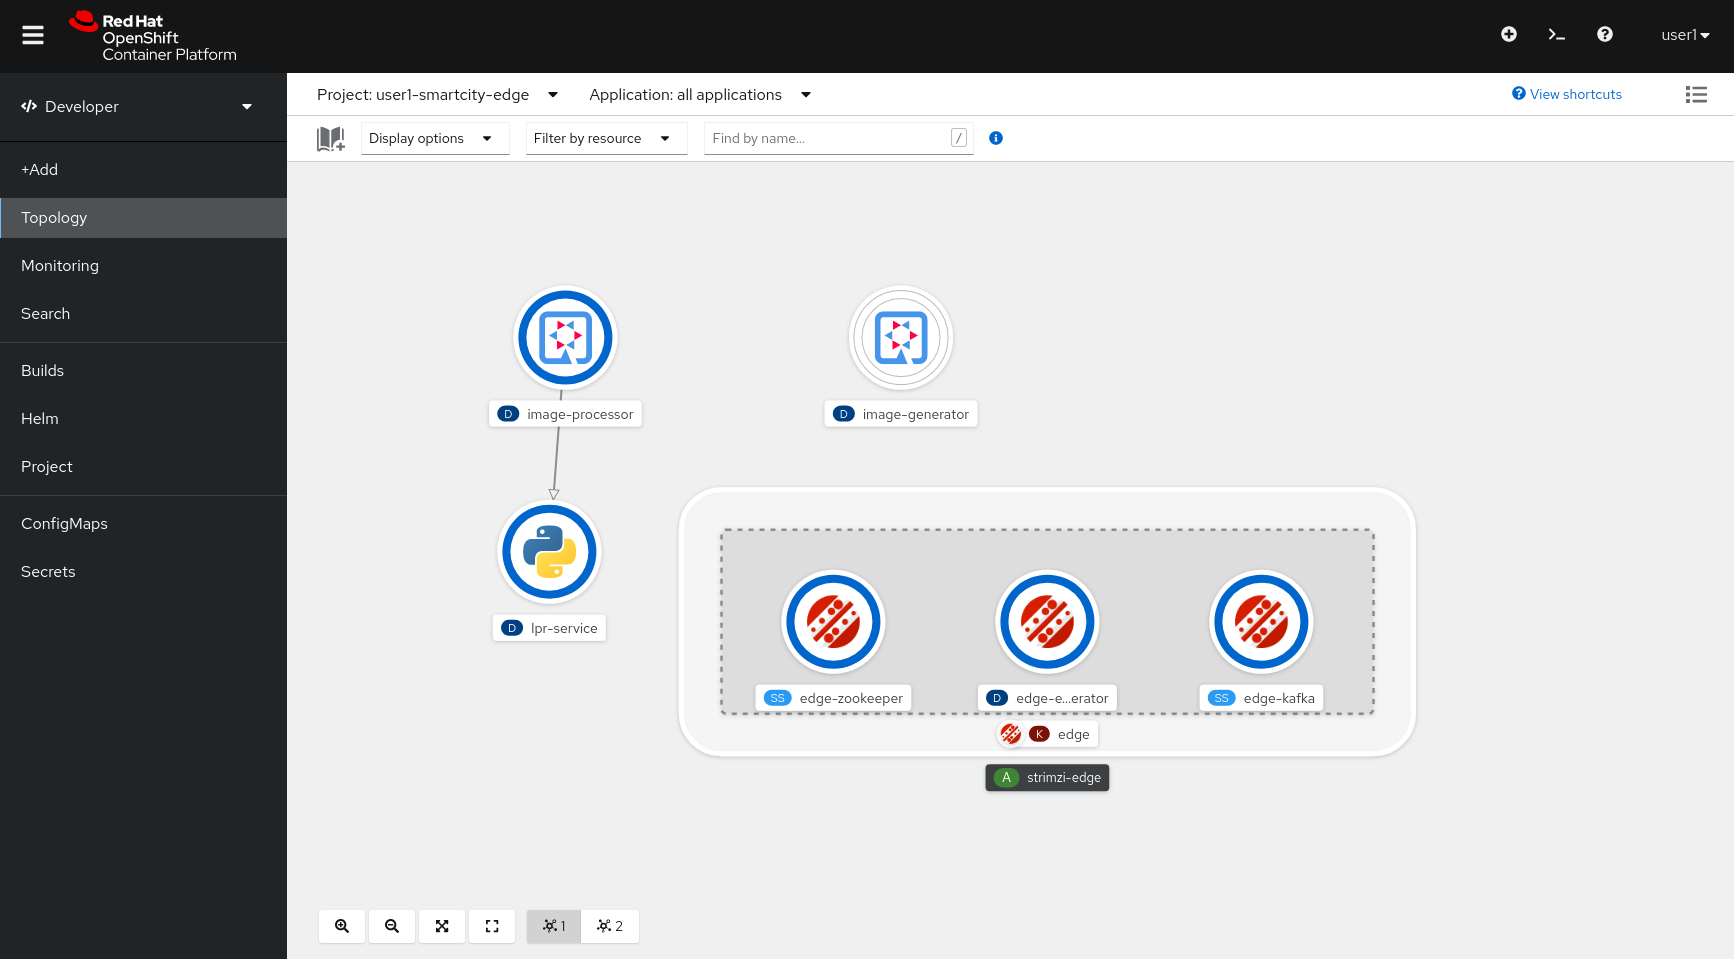 Red Hat
OpenShift
Container Platform
user1
Developer
Project: user1-smartcity-edge
Application: all applications
View shortcuts
Display options
Filter by resource
Find by name...
/
+Add
Topology
Monitoring
Search
Builds
Helm
Project
ConfigMaps
Secrets
D image-processor
D image-generator
D lpr-service
SS edge-zookeeper
D edge-e...erator
SS edge-kafka
K edge
A strimzi-edge
1
2